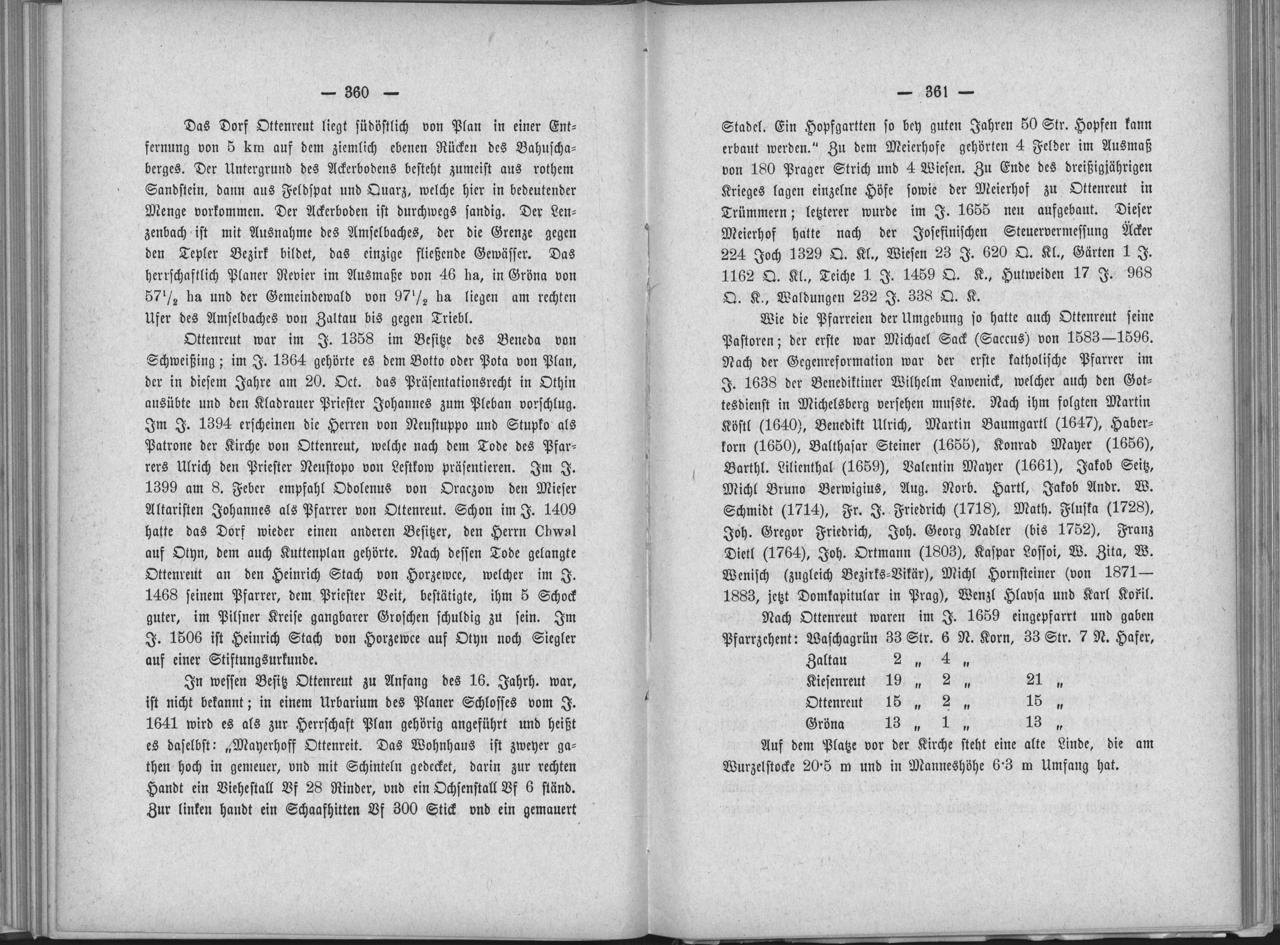 — 360 —
Das Dorf Ottenreut liegt südöstlich von Plan in einer Ent-
fernung von 5 km auf dem ziemlich ebenen Rücken des Bahuscha-
berges. Der Untergrund des Ackerbodens besteht zumeist aus rothem
Sandstein, dann aus Feldspat und Quarz, welche hier in bedeutender
Menge vorkommen. Der Ackerboden ist durchwegs sandig. Der Len-
zenbach ist mit Ausnahme des Amselbaches, der die Grenze gegen
den Tepler Bezirk bildet, das einzige fließende Gewässer. Das
herrschaftlich Planer Revier im Ausmaße von 46 ha, in Gröna von
57¹/₂ ha und der Gemeindewald von 97¹/₂ ha liegen am rechten
Ufer des Amselbaches von Zaltau bis gegen Triebl.
Ottenreut war im J. 1358 im Besitze des Beneda von
Schweißing; im J. 1364 gehörte es dem Botto oder Pota von Plan,
der in diesem Jahre am 20. Oct. das Präsentationsrecht in Othin
ausübte und den Kladrauer Priester Johannes zum Pleban vorschlug.
Im J. 1394 erscheinen die Herren von Neustuppo und Stupko als
Patrone der Kirche von Ottenreut, welche nach dem Tode des Pfar-
rers Ulrich den Priester Neustopo von Lestkow präsentieren. Im J.
1399 am 8. Feber empfahl Odolenus von Oraczow den Mieser
Altaristen Johannes als Pfarrer von Ottenreut. Schon im J. 1409
hatte das Dorf wieder einen anderen Besitzer, den Herrn Chwal
auf Otyn, dem auch Kuttenplan gehörte. Nach dessen Tode gelangte
Ottenreut an den Heinrich Stach von Horzewce, welcher im J.
1468 seinem Pfarrer, dem Priester Veit, bestätigte, ihm 5 Schock
guter, im Pilsner Kreise gangbarer Groschen schuldig zu sein. Im
J. 1506 ist Heinrich Stach von Horzewce auf Otyn noch Siegler
auf einer Stiftungsurkunde.
In wessen Besitz Ottenreut zu Anfang des 16. Jahrh. war,
ist nicht bekannt; in einem Urbarium des Planer Schlosses vom J.
1641 wird es als zur Herrschaft Plan gehörig angeführt und heißt
es daselbst: „Mayerhoff Ottenreit. Das Wohnhaus ist zweyer ga-
then hoch in gemeuer, vnd mit Schinteln gedecket, darin zur rechten
Handt ein Viehestall Vf 28 Rinder, vnd ein Ochsenstall Vf 6 ständ.
Zur linken handt ein Schaafhitten Vf 300 Stick vnd ein gemauert
— 361 —
Stadel. Ein Hopfgartten so bey guten Jahren 50 Str. Hopfen kann
erbaut werden.“ Zu dem Meierhofe gehörten 4 Felder im Ausmaß
von 180 Prager Strich und 4 Wiesen. Zu Ende des dreißigjährigen
Krieges lagen einzelne Höfe sowie der Meierhof zu Ottenreut in
Trümmern; letzterer wurde im J. 1655 neu aufgebaut. Dieser
Meierhof hatte nach der Josefinischen Steuervermessung Äcker
224 Joch 1329 Q. Kl., Wiesen 23 J. 620 Q. Kl., Gärten 1 J.
1162 Q. Kl., Teiche 1 J. 1459 Q. K., Hutweiden 17 J. 968
Q. K., Waldungen 232 J. 338 Q. K.
Wie die Pfarreien der Umgebung so hatte auch Ottenreut seine
Pastoren; der erste war Michael Sack (Saccus) von 1583—1596.
Nach der Gegenreformation war der erste katholische Pfarrer im
J. 1638 der Benediktiner Wilhelm Lawenick, welcher auch den Got-
tesdienst in Michelsberg versehen musste. Nach ihm folgten Martin
Köstl (1640), Benedikt Ulrich, Martin Baumgartl (1647), Haber-
korn (1650), Balthasar Steiner (1655), Konrad Mayer (1656),
Barthl. Lilienthal (1659), Valentin Mayer (1661), Jakob Seitz,
Michl Bruno Berwigius, Aug. Norb. Hartl, Jakob Andr. W.
Schmidt (1714), Fr. J. Friedrich (1718), Math. Fluska (1728),
Joh. Gregor Friedrich, Joh. Georg Nadler (bis 1752), Franz
Dietl (1764), Joh. Ortmann (1803), Kaspar Lossoi, W. Zita, W.
Wenisch (zugleich Bezirks-Vikär), Michl Hornsteiner (von 1871—
1883, jetzt Domkapitular in Prag), Wenzl Hlavsa und Karl Kořil.
Nach Ottenreut waren im J. 1659 eingepfarrt und gaben
Pfarrzehent: Waschagrün 33 Str. 6 N. Korn, 33 Str. 7 N. Hafer,
Zaltau 2 „ 4 „
Kiesenreut 19 „ 2 „ 21 „
Ottenreut 15 „ 2 „ 15 „
Gröna 13 „ 1 „ 13 „
Auf dem Platze vor der Kirche steht eine alte Linde, die am
Wurzelstocke 20·5 m und in Manneshöhe 6·3 m Umfang hat.